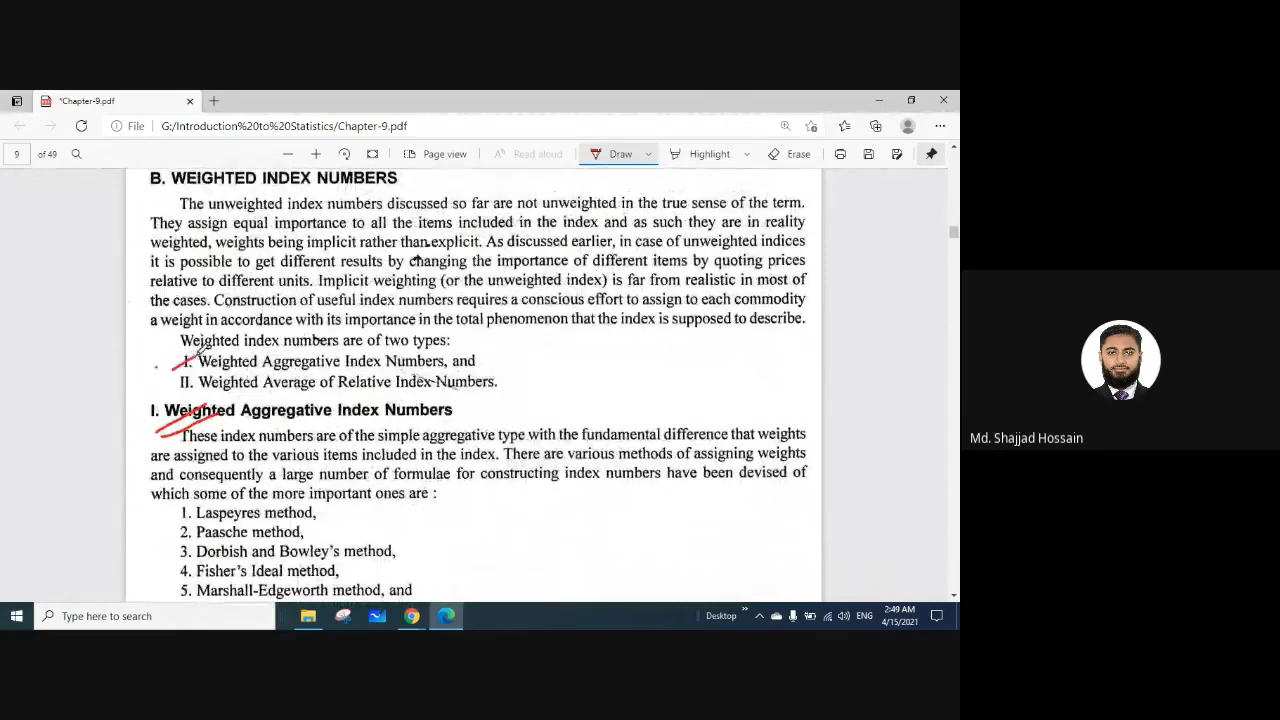 *Chapter-9.pdf
File G:/Introduction%20to%20Statistics/Chapter-9.pdf
9 of 49 Page view Read aloud Draw Highlight Erase
B. WEIGHTED INDEX NUMBERS
The unweighted index numbers discussed so far are not unweighted in the true sense of the term.
They assign equal importance to all the items included in the index and as such they are in reality
weighted, weights being implicit rather than explicit. As discussed earlier, in case of unweighted indices
it is possible to get different results by changing the importance of different items by quoting prices
relative to different units. Implicit weighting (or the unweighted index) is far from realistic in most of
the cases. Construction of useful index numbers requires a conscious effort to assign to each commodity
a weight in accordance with its importance in the total phenomenon that the index is supposed to describe.
Weighted index numbers are of two types:
I. Weighted Aggregative Index Numbers, and
II. Weighted Average of Relative Index Numbers.
I. Weighted Aggregative Index Numbers
These index numbers are of the simple aggregative type with the fundamental difference that weights
are assigned to the various items included in the index. There are various methods of assigning weights
and consequently a large number of formulae for constructing index numbers have been devised of
which some of the more important ones are :
1. Laspeyres method,
2. Paasche method,
3. Dorbish and Bowley's method,
4. Fisher's Ideal method,
5. Marshall-Edgeworth method, and
Type here to search
Desktop
ENG
2:49 AM
4/15/2021
Md. Shajjad Hossain